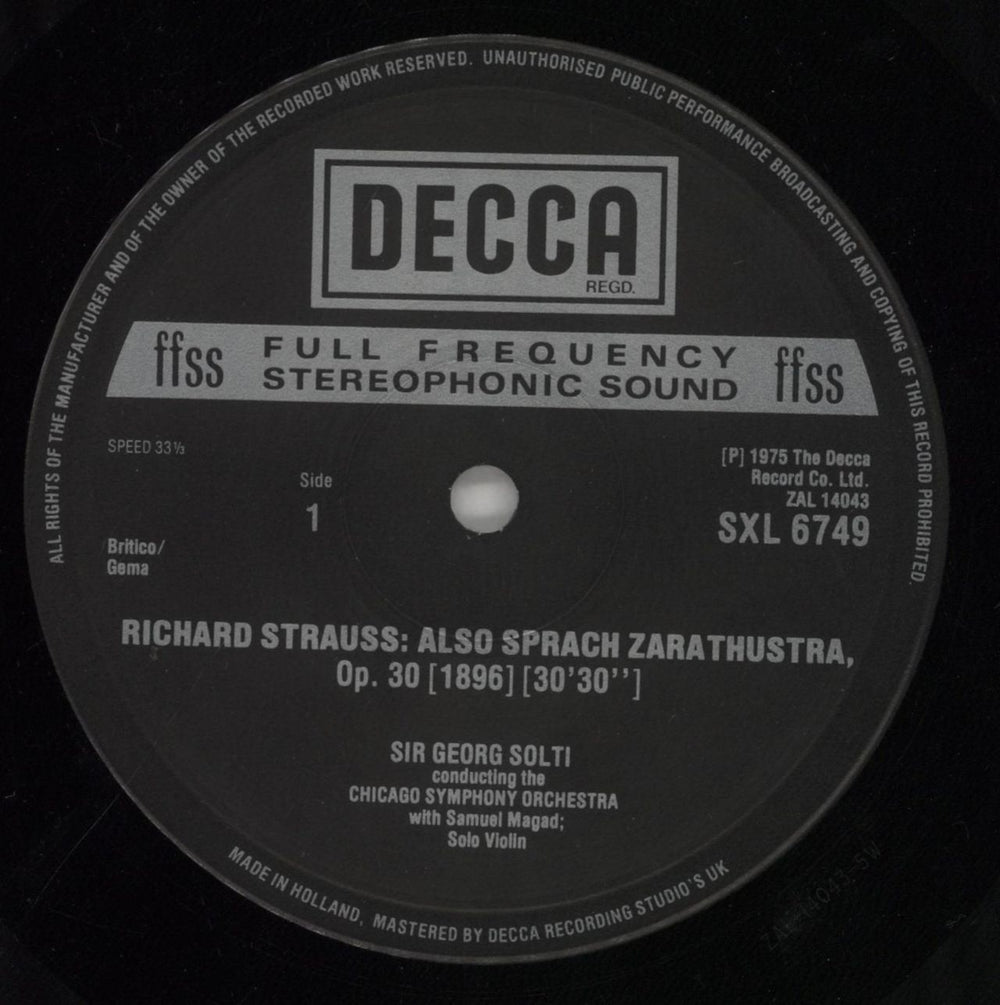 ALL RIGHTS OF THE MANUFACTURER AND OF THE OWNER OF THE RECORDED WORK RESERVED. UNAUTHORISED PUBLIC PERFORMANCE BROADCASTING AND COPYING OF THIS RECORD PROHIBITED.
DECCA
REGD.
ffss FULL FREQUENCY ffss
STEREOPHONIC SOUND
SPEED 33⅓
[P] 1975 The Decca
Record Co. Ltd.
ZAL 14043
SXL 6749
Side
1
Britico/
Gema
RICHARD STRAUSS: ALSO SPRACH ZARATHUSTRA,
Op. 30 [1896] [30'30'']
SIR GEORG SOLTI
conducting the
CHICAGO SYMPHONY ORCHESTRA
with Samuel Magad;
Solo Violin
MADE IN HOLLAND, MASTERED BY DECCA RECORDING STUDIO'S UK